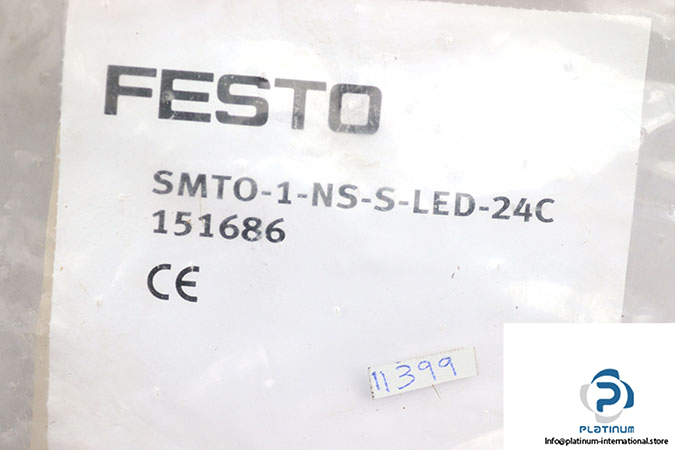 FESTO
SMTO-1-NS-S-LED-24C
151686
CE
11399
PLATINUM
Info@platinum-international.store